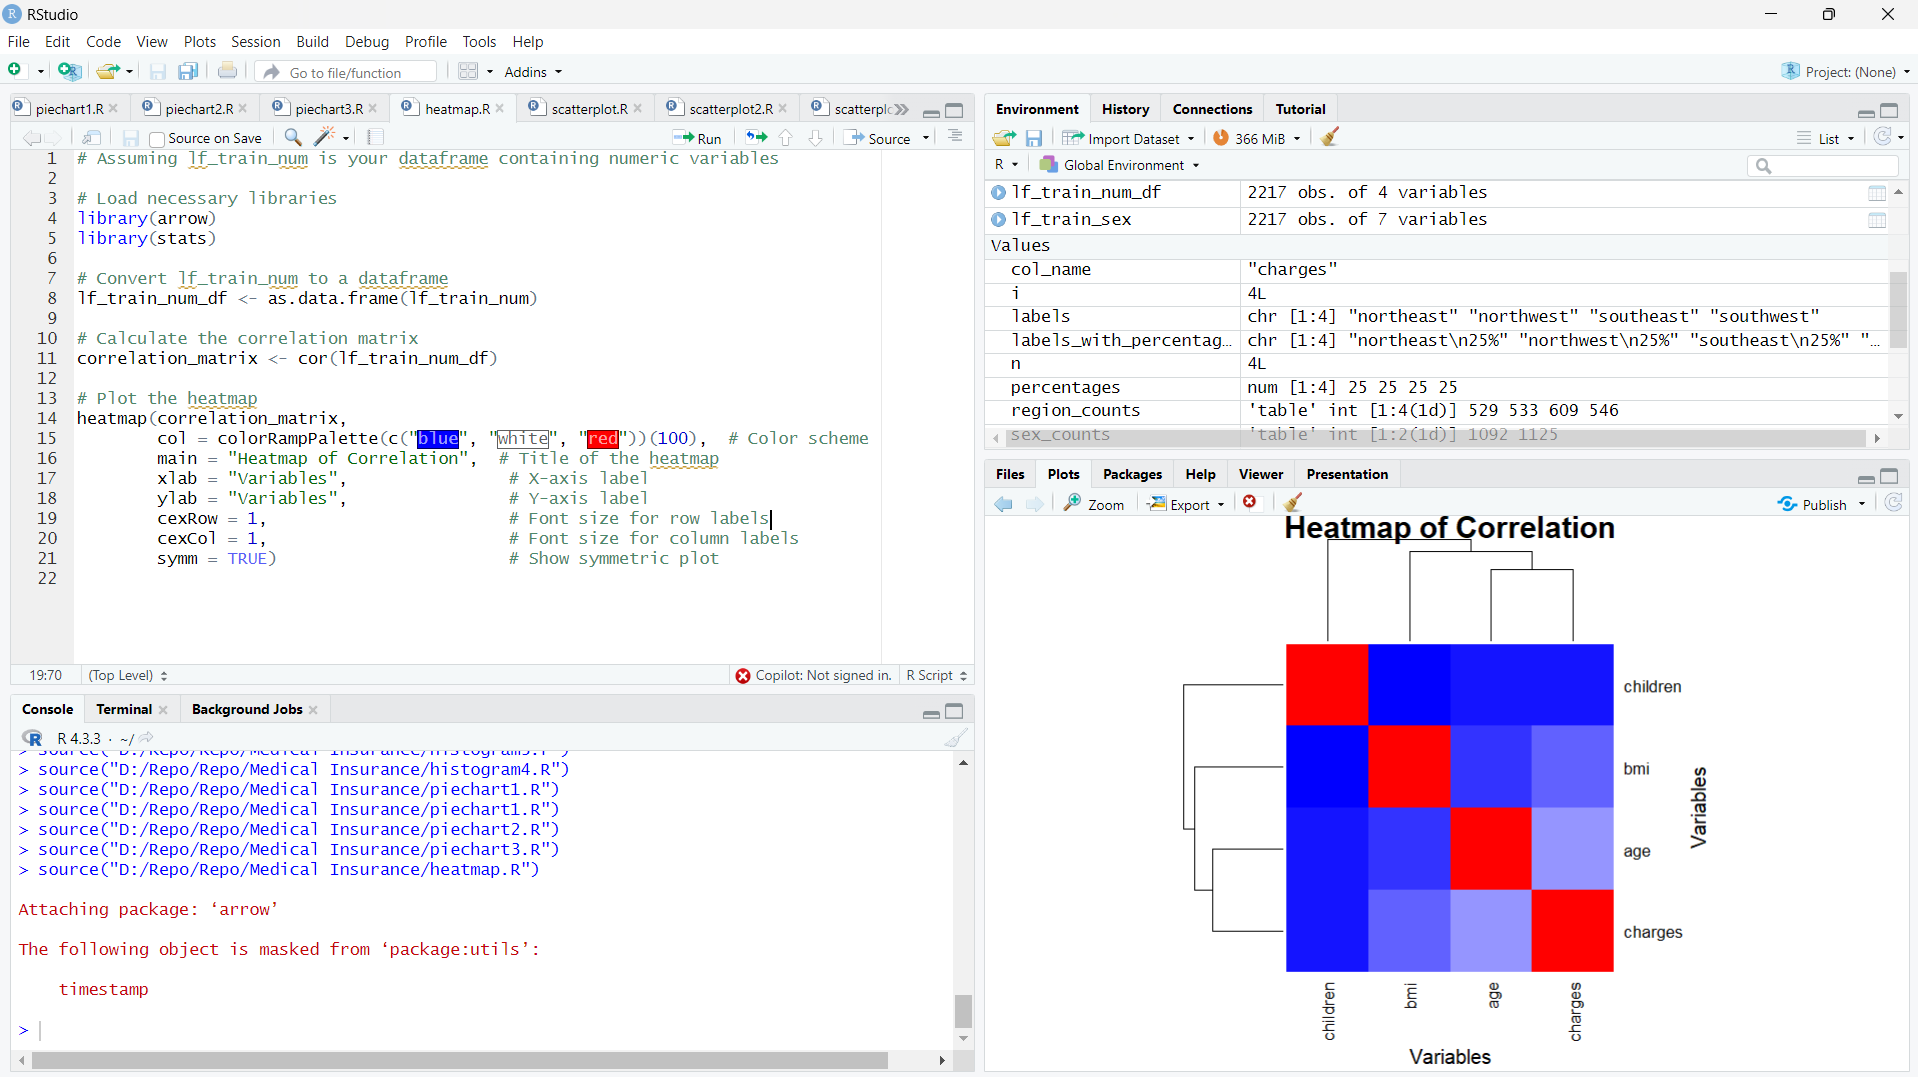 RStudio
File Edit Code View Plots Session Build Debug Profile Tools Help
Go to file/function Addins Project: (None)
piechart1.R piechart2.R piechart3.R heatmap.R scatterplot.R scatterplot2.R scatterplo
Source on Save Run Source
1 # Assuming lf_train_num is your dataframe containing numeric variables
2
3 # Load necessary libraries
4 library(arrow)
5 library(stats)
6
7 # Convert lf_train_num to a dataframe
8 lf_train_num_df <- as.data.frame(lf_train_num)
9
10 # Calculate the correlation matrix
11 correlation_matrix <- cor(lf_train_num_df)
12
13 # Plot the heatmap
14 heatmap(correlation_matrix,
15 col = colorRampPalette(c("blue", "white", "red"))(100), # Color scheme
16 main = "Heatmap of Correlation", # Title of the heatmap
17 xlab = "Variables", # X-axis label
18 ylab = "Variables", # Y-axis label
19 cexRow = 1, # Font size for row labels
20 cexCol = 1, # Font size for column labels
21 symm = TRUE) # Show symmetric plot
22
19:70 (Top Level) Copilot: Not signed in. R Script
Console Terminal Background Jobs
R 4.3.3 · ~/
> source("D:/Repo/Repo/Medical Insurance/histogram3.r")
> source("D:/Repo/Repo/Medical Insurance/histogram4.R")
> source("D:/Repo/Repo/Medical Insurance/piechart1.R")
> source("D:/Repo/Repo/Medical Insurance/piechart1.R")
> source("D:/Repo/Repo/Medical Insurance/piechart2.R")
> source("D:/Repo/Repo/Medical Insurance/piechart3.R")
> source("D:/Repo/Repo/Medical Insurance/heatmap.R")
Attaching package: ‘arrow’
The following object is masked from ‘package:utils’:
timestamp
>
Environment History Connections Tutorial
Import Dataset 366 MiB List
R Global Environment
lf_train_num_df 2217 obs. of 4 variables
lf_train_sex 2217 obs. of 7 variables
Values
col_name "charges"
i 4L
labels chr [1:4] "northeast" "northwest" "southeast" "southwest"
labels_with_percentag… chr [1:4] "northeast\n25%" "northwest\n25%" "southeast\n25%" "…
n 4L
percentages num [1:4] 25 25 25 25
region_counts 'table' int [1:4(1d)] 529 533 609 546
sex_counts 'table' int [1:2(1d)] 1092 1125
Files Plots Packages Help Viewer Presentation
Zoom Export Publish
Heatmap of Correlation
children
bmi
age
charges
Variables
children bmi age charges
Variables